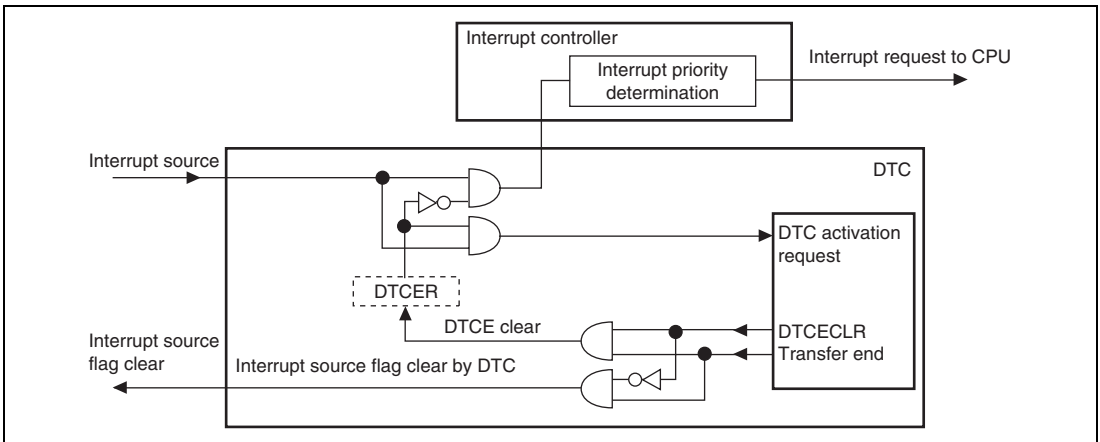 Interrupt controller
Interrupt priority
determination
Interrupt request to CPU
Interrupt source
DTC
DTC activation
request
DTCER
DTCE clear
DTCECLR
Transfer end
Interrupt source
flag clear
Interrupt source flag clear by DTC